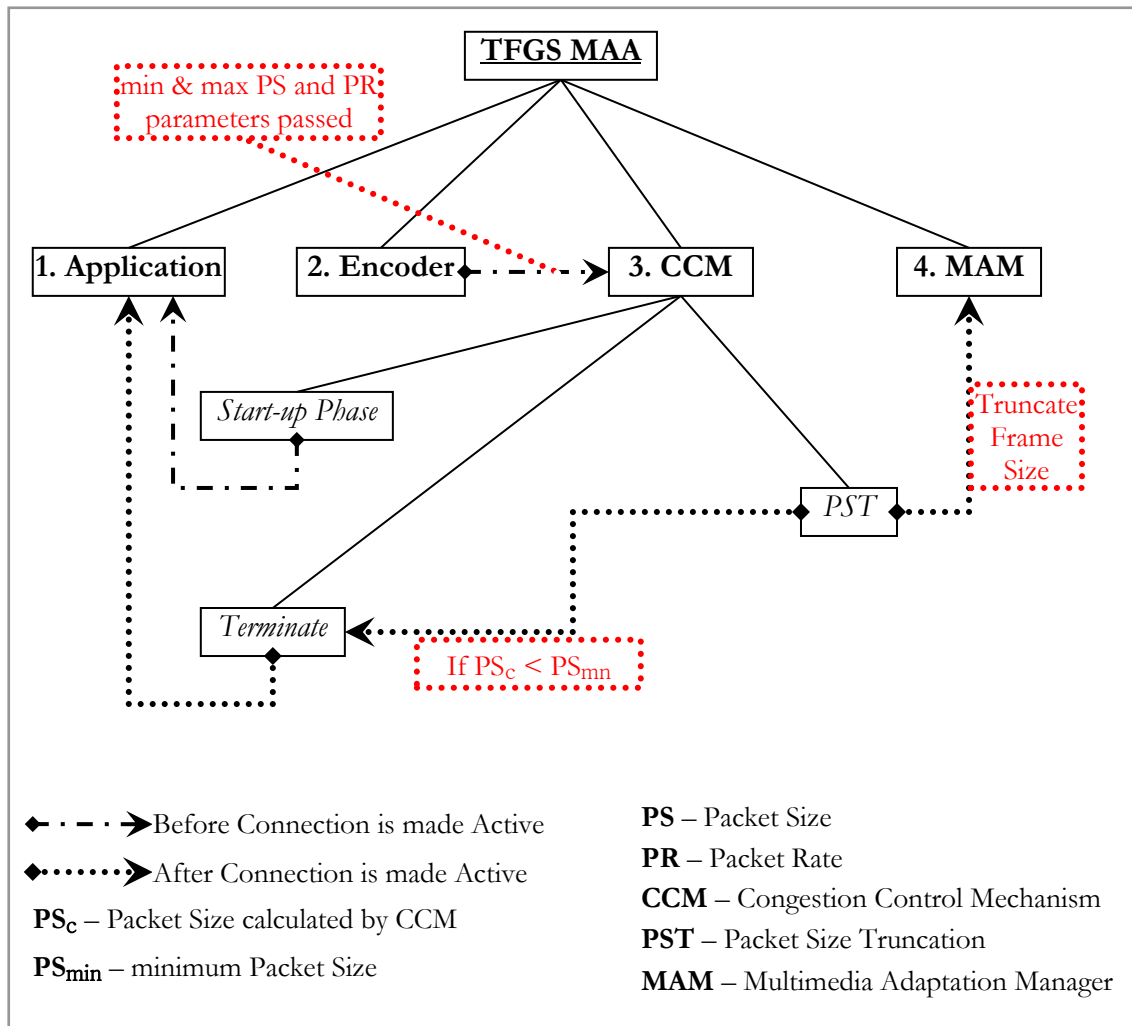 TFGS MAA
min & max PS and PR
parameters passed
1. Application
2. Encoder
3. CCM
4. MAM
Start-up Phase
Truncate
Frame
Size
PST
Terminate
If PSc < PSmn
Before Connection is made Active
After Connection is made Active
PSc – Packet Size calculated by CCM
PSmin – minimum Packet Size
PS – Packet Size
PR – Packet Rate
CCM – Congestion Control Mechanism
PST – Packet Size Truncation
MAM – Multimedia Adaptation Manager